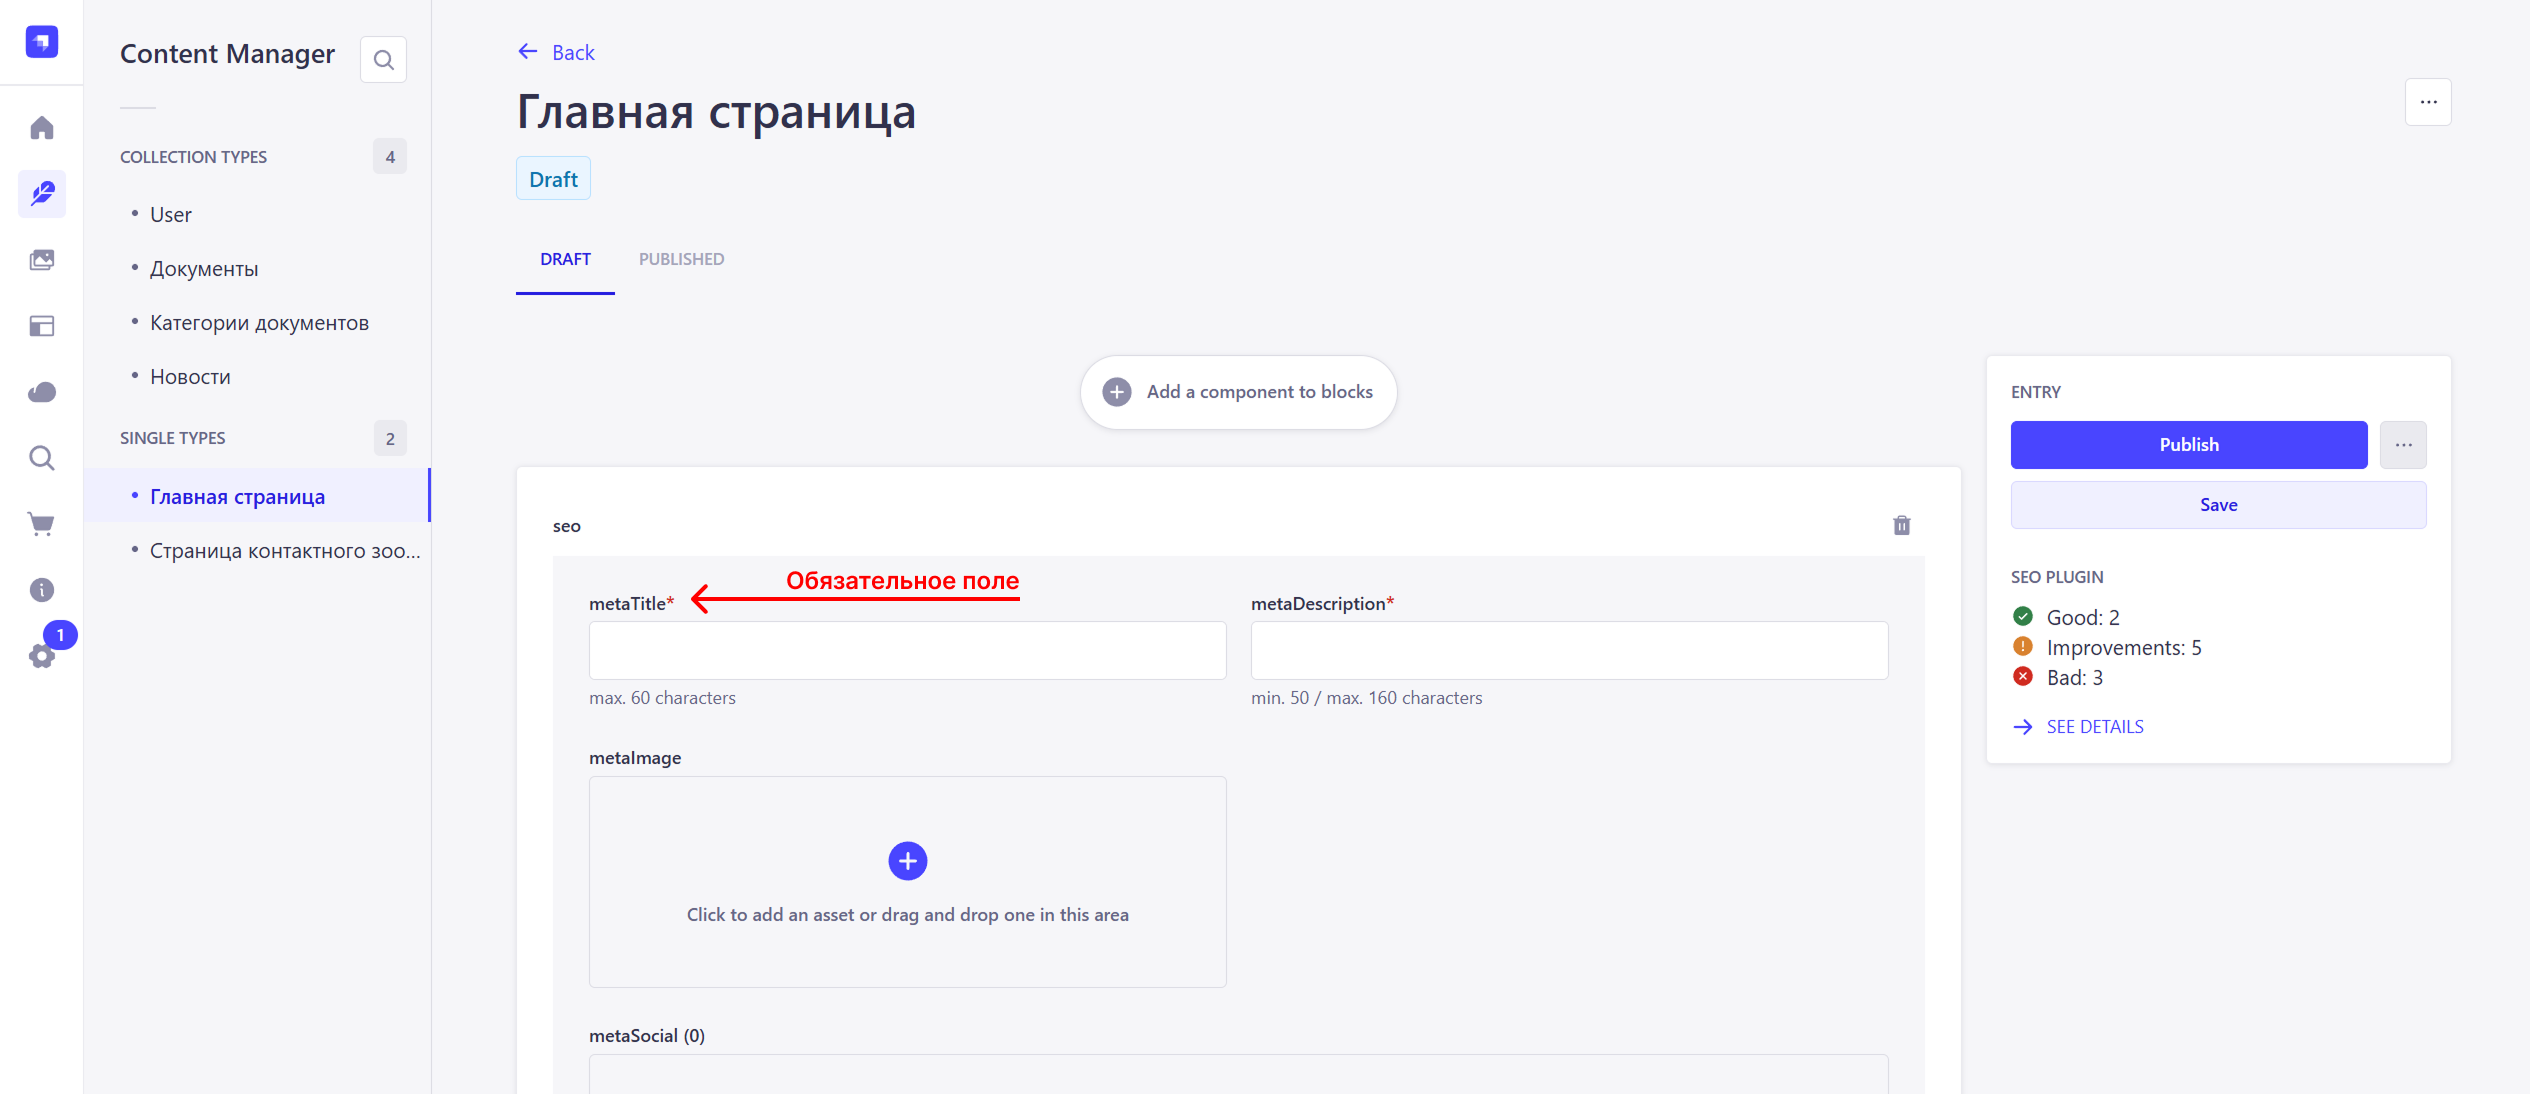 Content Manager
COLLECTION TYPES
4
User
Документы
Категории документов
Новости
SINGLE TYPES
2
Главная страница
Страница контактного зоо...
1
Back
Главная страница
Draft
DRAFT
PUBLISHED
Add a component to blocks
seo
Обязательное поле
metaTitle*
max. 60 characters
metaDescription*
min. 50 / max. 160 characters
metaImage
Click to add an asset or drag and drop one in this area
metaSocial (0)
ENTRY
Publish
Save
SEO PLUGIN
Good: 2
Improvements: 5
Bad: 3
SEE DETAILS